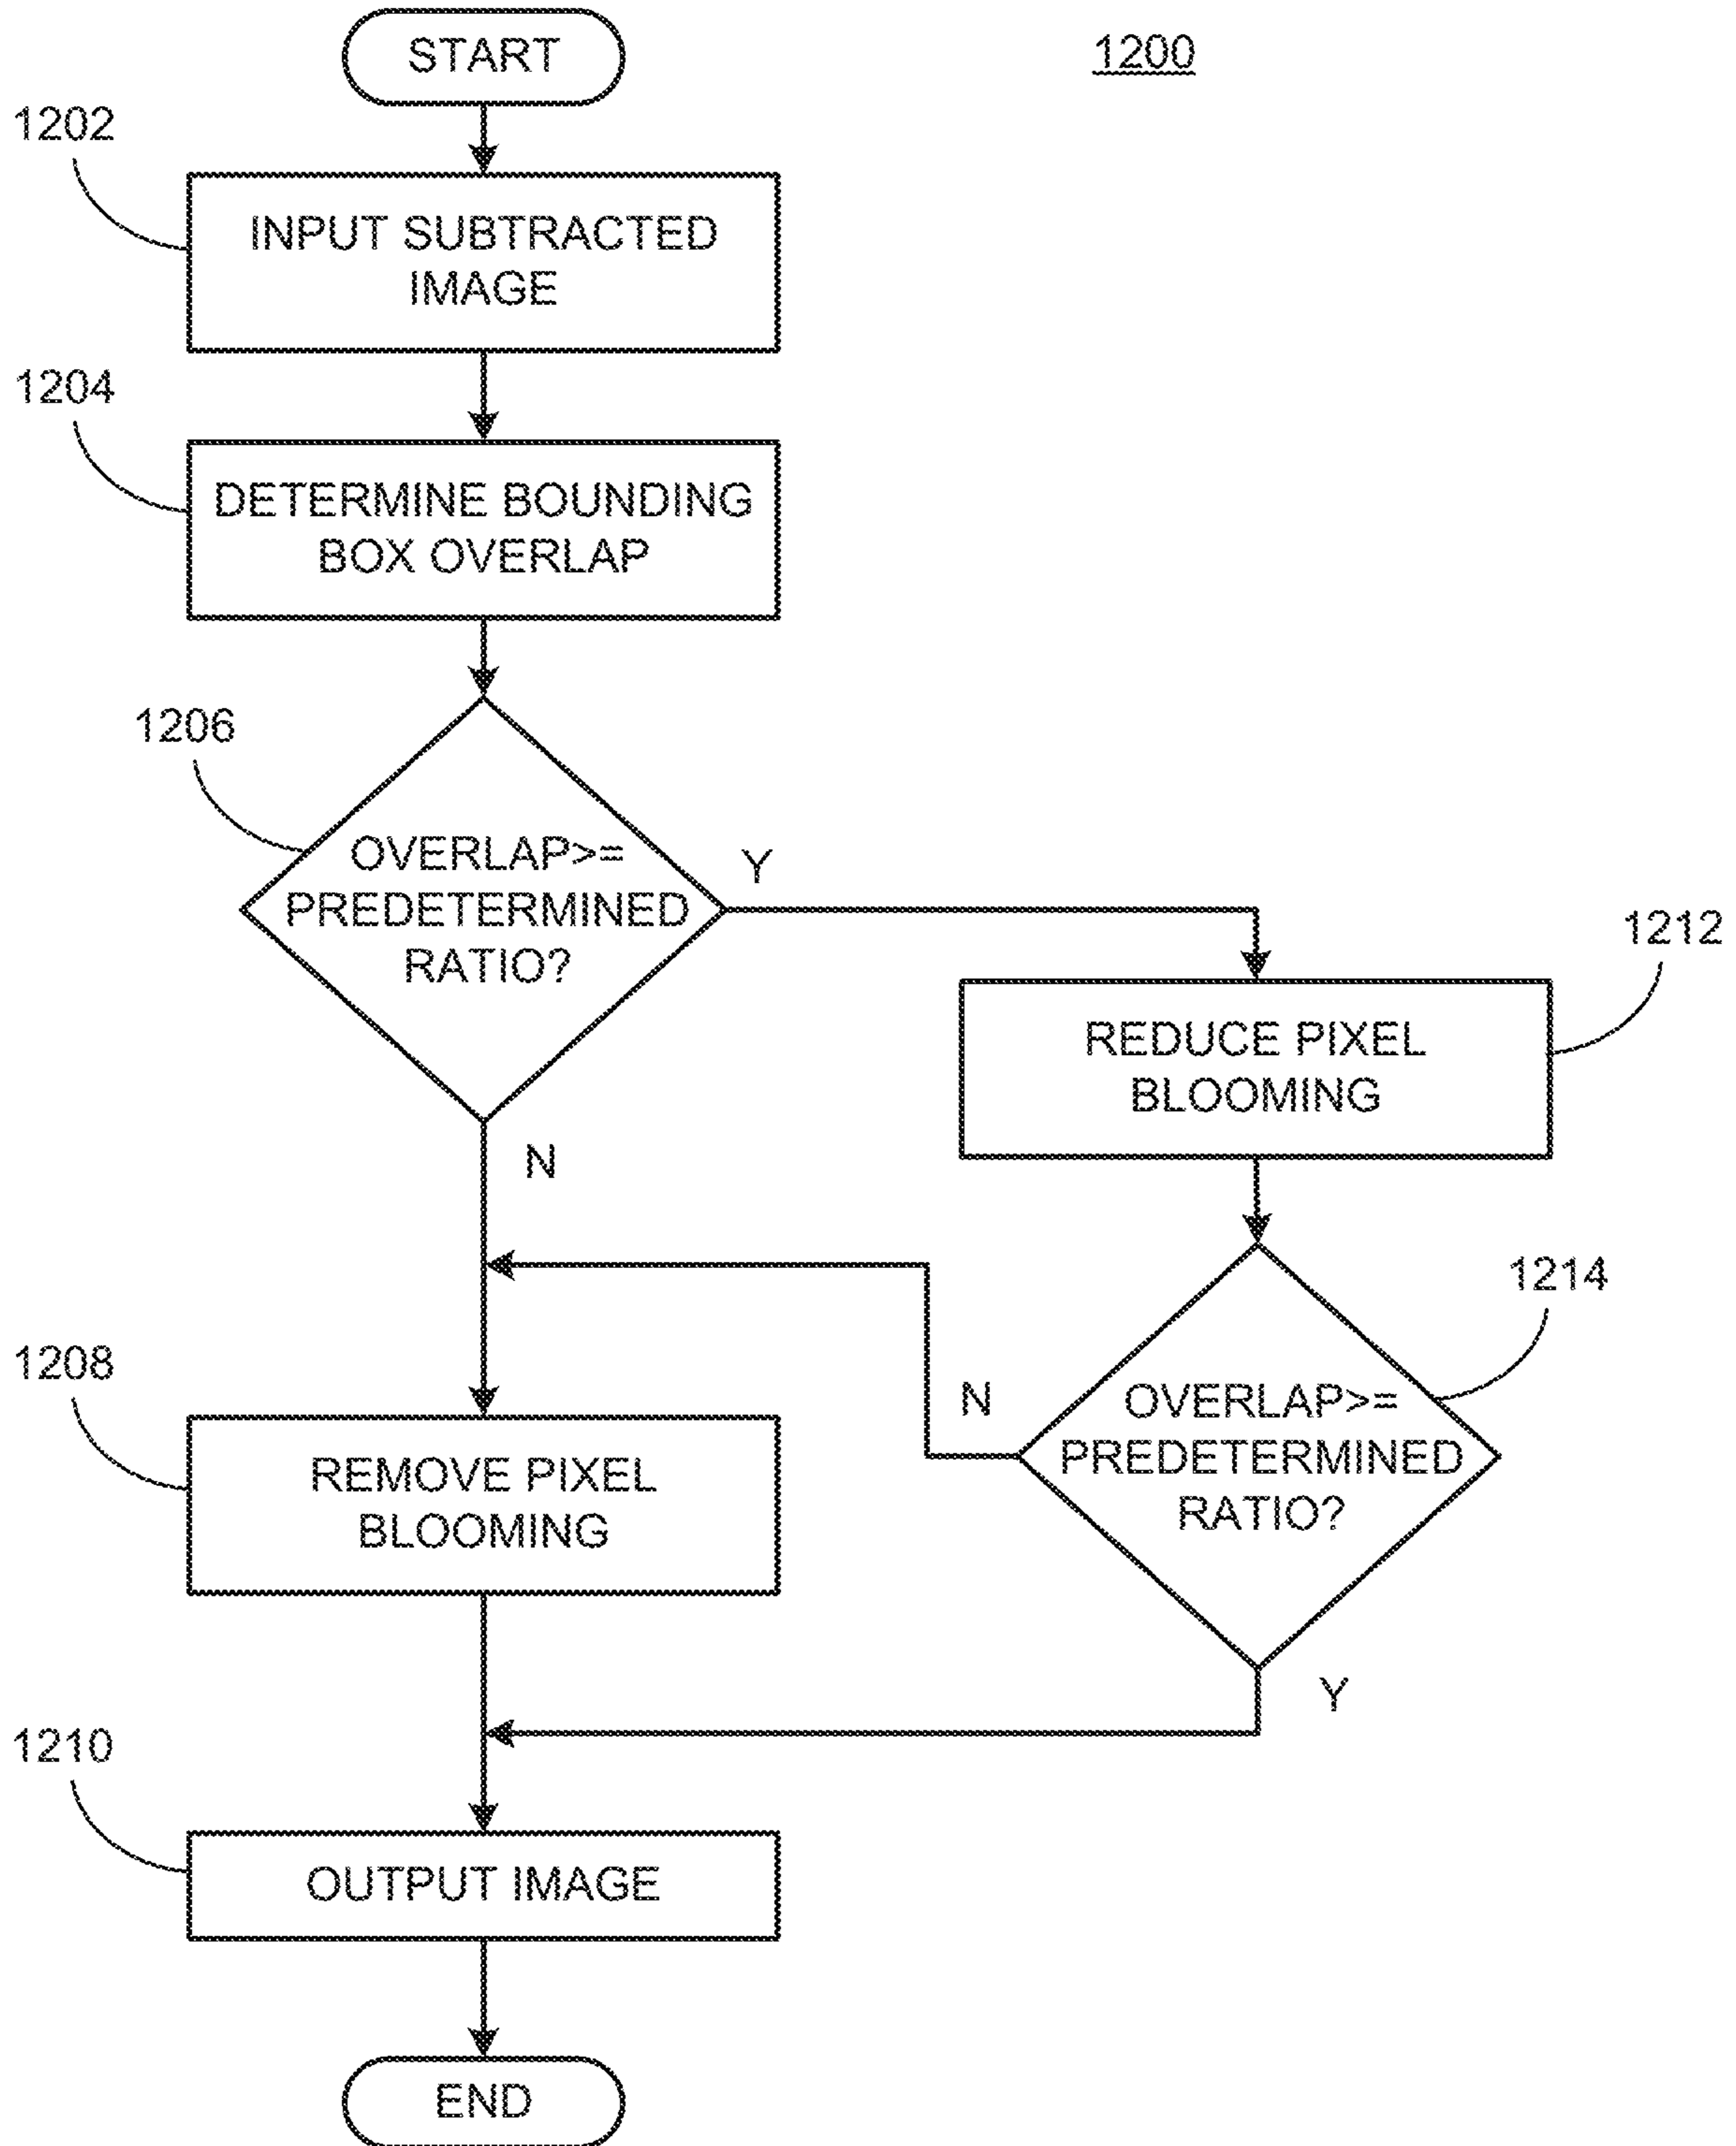 START
1200
1202
INPUT SUBTRACTED
IMAGE
1204
DETERMINE BOUNDING
BOX OVERLAP
1206
OVERLAP>=
PREDETERMINED
RATIO?
Y
N
1212
REDUCE PIXEL
BLOOMING
1214
OVERLAP>=
PREDETERMINED
RATIO?
N
Y
1208
REMOVE PIXEL
BLOOMING
1210
OUTPUT IMAGE
END